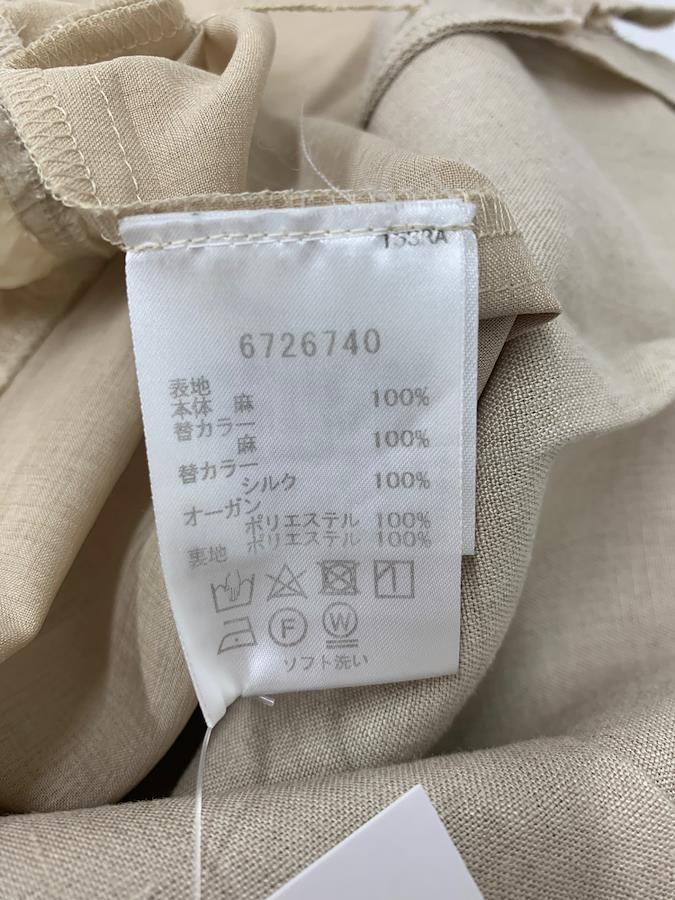 153RA
6726740
表地
本体 麻 100%
替カラー
麻 100%
替カラー
シルク 100%
オーガン
ポリエステル 100%
裏地 ポリエステル 100%
F W
ソフト洗い